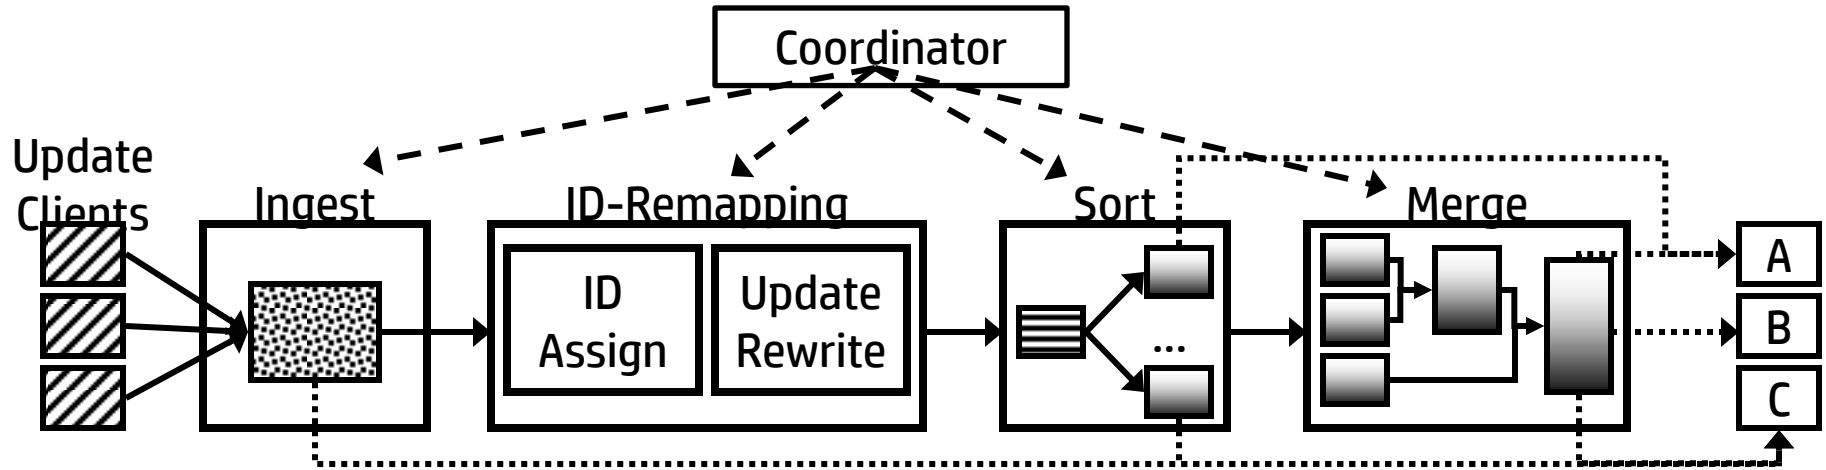 Coordinator
Update
Clients
Ingest
ID-Remapping
Sort
Merge
ID
Assign
Update
Rewrite
...
A
B
C